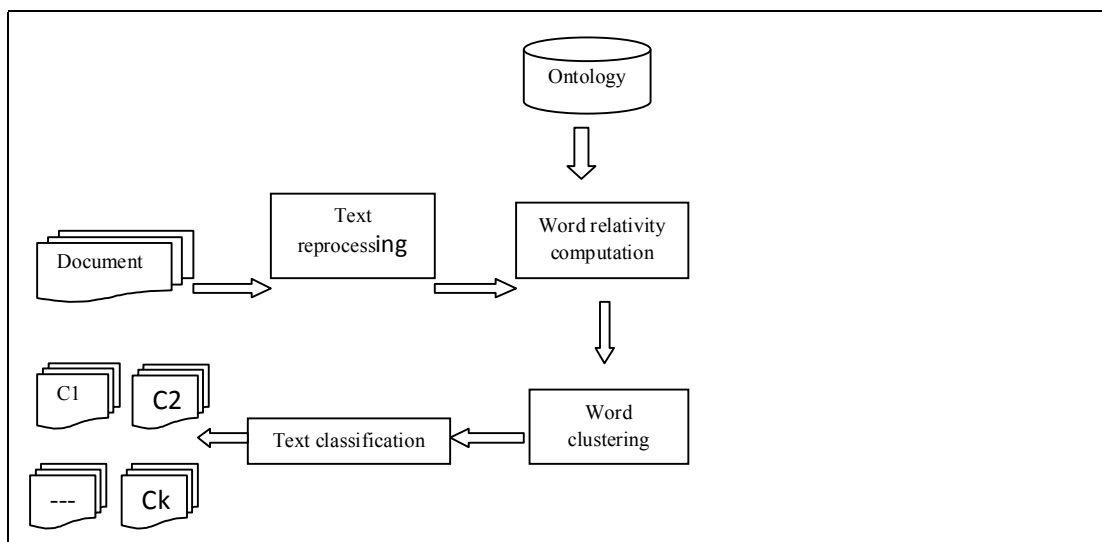 Ontology
Text
reprocessing
Word relativity
computation
Document
C1
C2
Text classification
Word
clustering
---
Ck